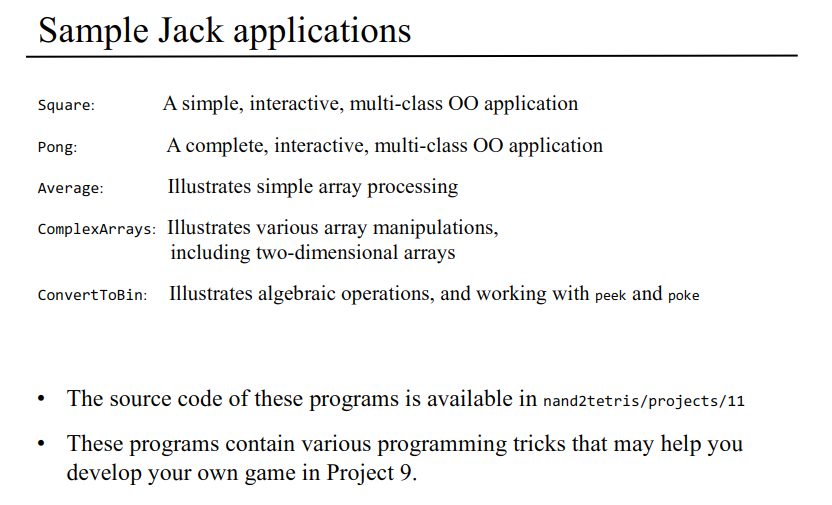 Sample Jack applications
Square: A simple, interactive, multi-class OO application
Pong: A complete, interactive, multi-class OO application
Average: Illustrates simple array processing
ComplexArrays: Illustrates various array manipulations,
including two-dimensional arrays
ConvertToBin: Illustrates algebraic operations, and working with peek and poke
• The source code of these programs is available in nand2tetris/projects/11
• These programs contain various programming tricks that may help you
develop your own game in Project 9.